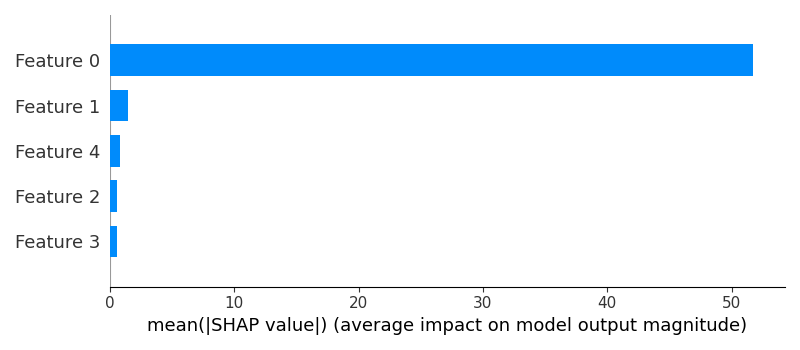 Feature 0
Feature 1
Feature 4
Feature 2
Feature 3
0 10 20 30 40 50
mean(|SHAP value|) (average impact on model output magnitude)